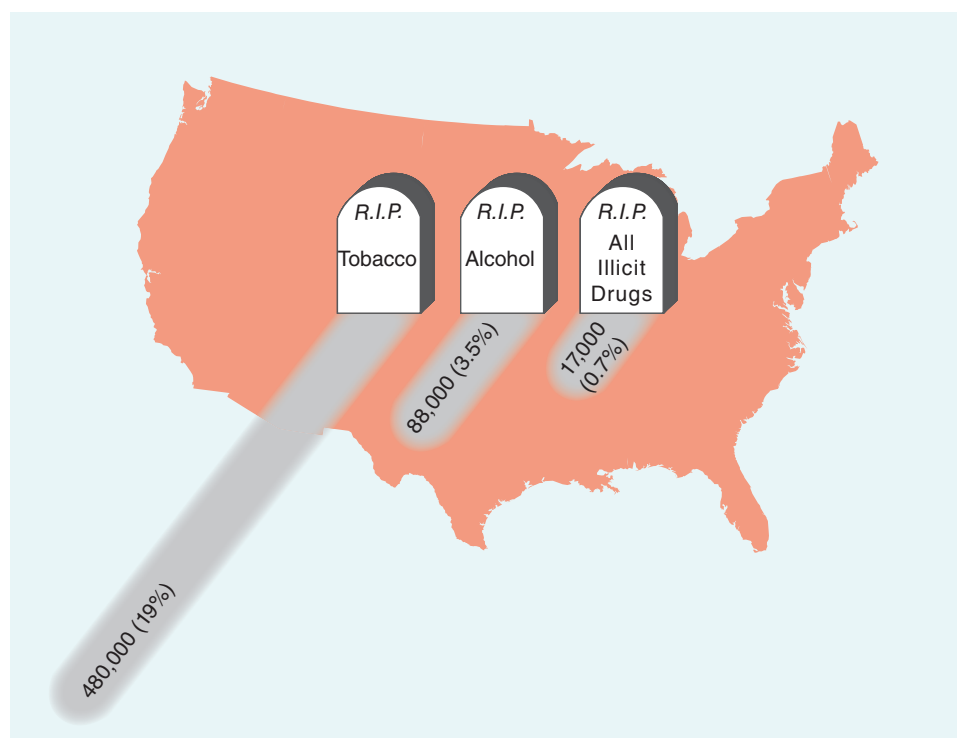 R.I.P.
Tobacco
480,000 (19%)
R.I.P.
Alcohol
88,000 (3.5%)
R.I.P.
All
Illicit
Drugs
17,000
(0.7%)